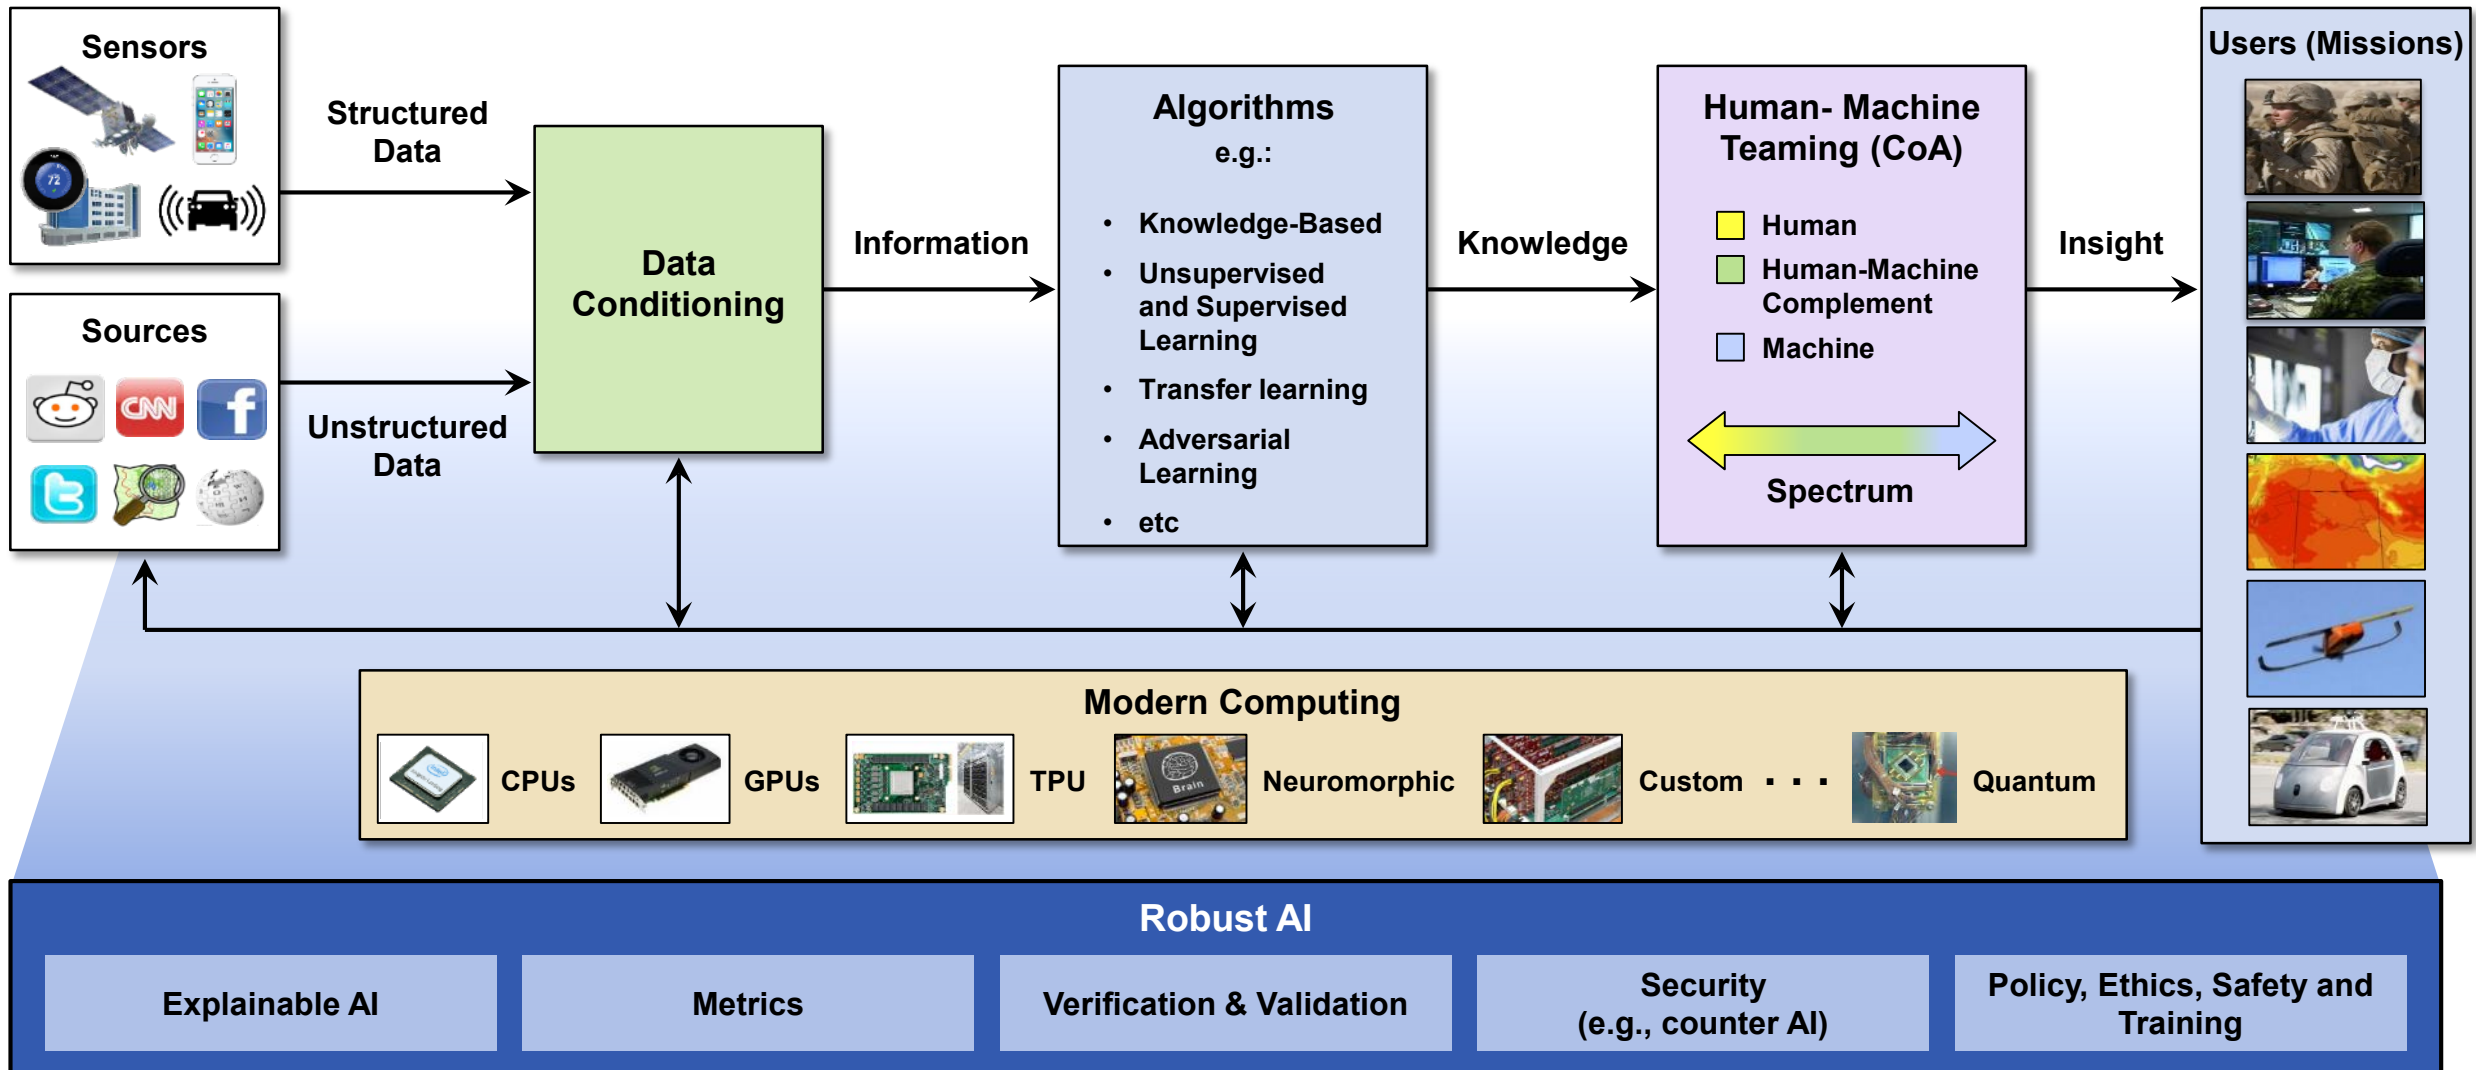 Sensors
72
Structured
Data
Sources
CNN
Unstructured
Data
Data
Conditioning
Information
Algorithms
e.g.:
• Knowledge-Based
• Unsupervised
and Supervised
Learning
• Transfer learning
• Adversarial
Learning
• etc
Knowledge
Human- Machine
Teaming (CoA)
Human
Human-Machine
Complement
Machine
Spectrum
Insight
Users (Missions)
Modern Computing
CPUs
GPUs
TPU
Brain
Neuromorphic
Custom
. . .
Quantum
Robust AI
Explainable AI
Metrics
Verification & Validation
Security
(e.g., counter AI)
Policy, Ethics, Safety and
Training